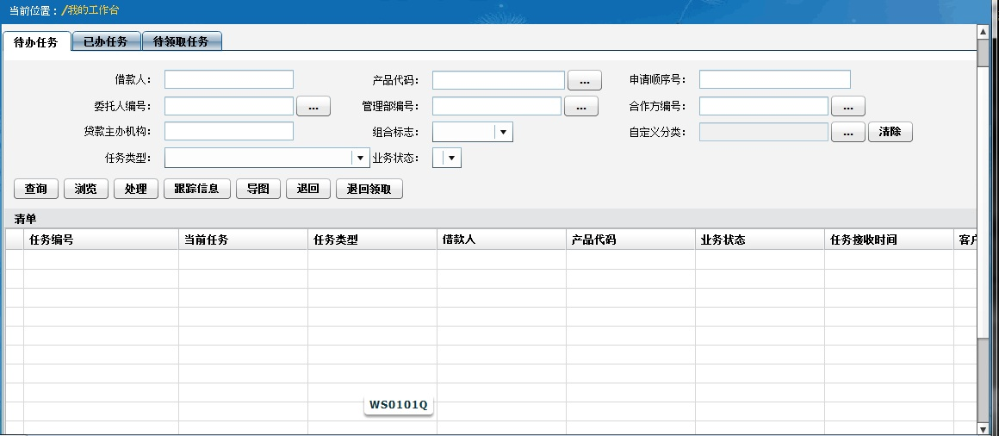 当前位置：/我的工作台
待办任务 已办任务 待领取任务
借款人： 产品代码： ... 申请顺序号：
委托人编号： ... 管理部编号： ... 合作方编号： ...
贷款主办机构： 组合标志： 自定义分类： ... 清除
任务类型： 业务状态：
查询 浏览 处理 跟踪信息 导图 退回 退回领取
清单
任务编号 当前任务 任务类型 借款人 产品代码 业务状态 任务接收时间 客户
WS0101Q